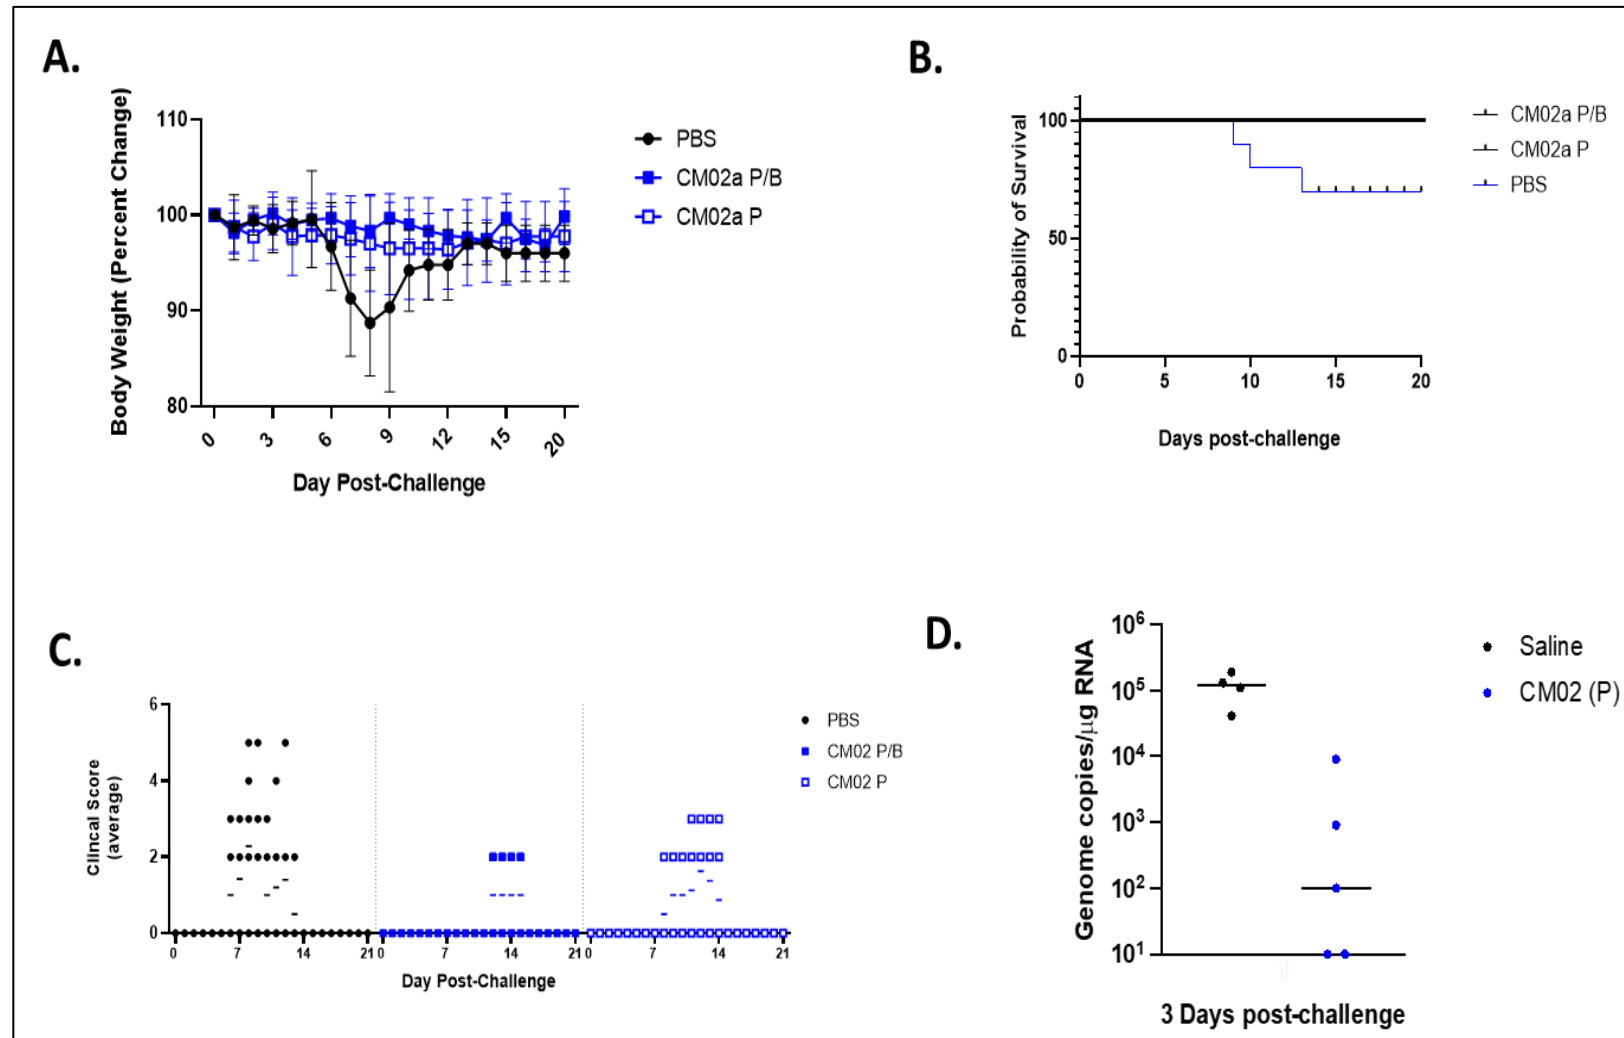 A.
Body Weight (Percent Change)
110
100
90
80
0
3
6
9
12
15
20
Day Post-Challenge
PBS
CM02a P/B
CM02a P
B.
Probability of Survival
100
50
0
0
5
10
15
20
Days post-challenge
CM02a P/B
CM02a P
PBS
C.
Clincal Score
(average)
6
4
2
0
0
7
14
21
0
7
14
21
0
7
14
21
Day Post-Challenge
PBS
CM02 P/B
CM02 P
D.
Genome copies/μg RNA
10⁶
10⁵
10⁴
10³
10²
10¹
3 Days post-challenge
Saline
CM02 (P)